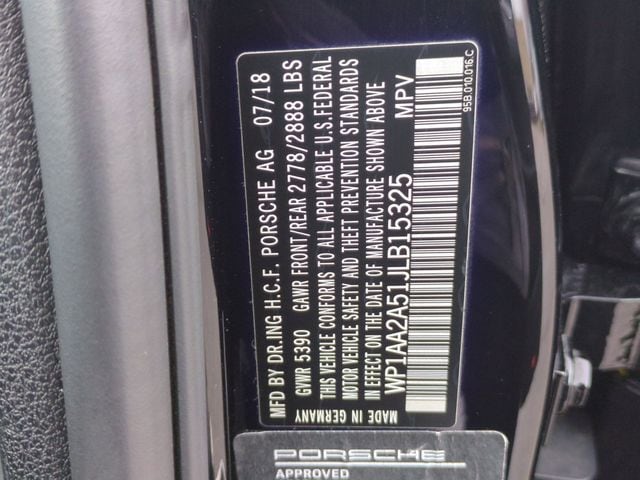 MFD BY DR.ING H.C.F. PORSCHE AG 07/18
GVWR 5390 GAWR FRONT/REAR 2778/2888 LBS
THIS VEHICLE CONFORMS TO ALL APPLICABLE U.S.FEDERAL
MOTOR VEHICLE SAFETY AND THEFT PREVENTION STANDARDS
IN EFFECT ON THE DATE OF MANUFACTURE SHOWN ABOVE
WP1AA2A51JLB15325 MPV
MADE IN GERMANY
95B.010.016.C
PORSCHE
APPROVED